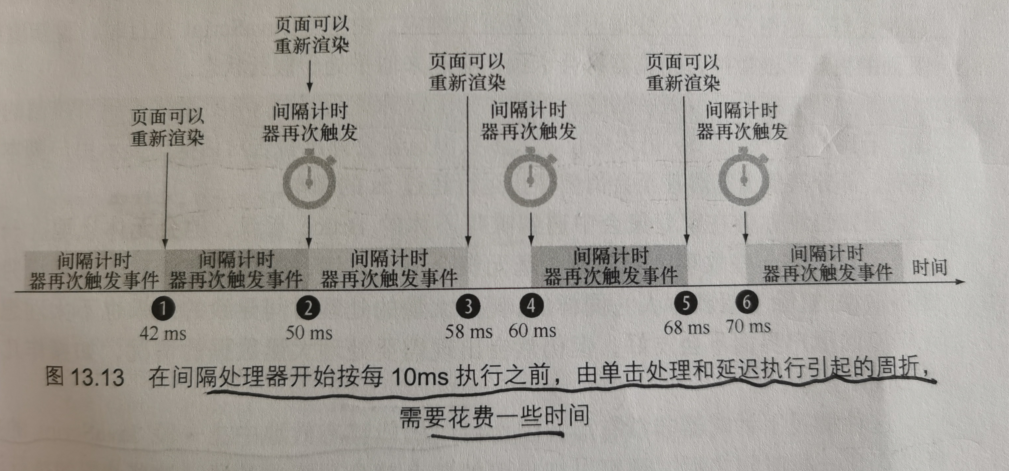 页面可以
重新渲染
页面可以
重新渲染
间隔计时
器再次触发
页面可以
重新渲染
间隔计时
器再次触发
页面可以
重新渲染
间隔计时
器再次触发
间隔计时
器再次触发事件
间隔计时
器再次触发事件
间隔计时
器再次触发事件
间隔计时
器再次触发事件
间隔计时
器再次触发事件
时间
1
42 ms
2
50 ms
3
58 ms
4
60 ms
5
68 ms
6
70 ms
图 13.13 在间隔处理器开始按每 10ms 执行之前，由单击处理和延迟执行引起的周折，
需要花费一些时间